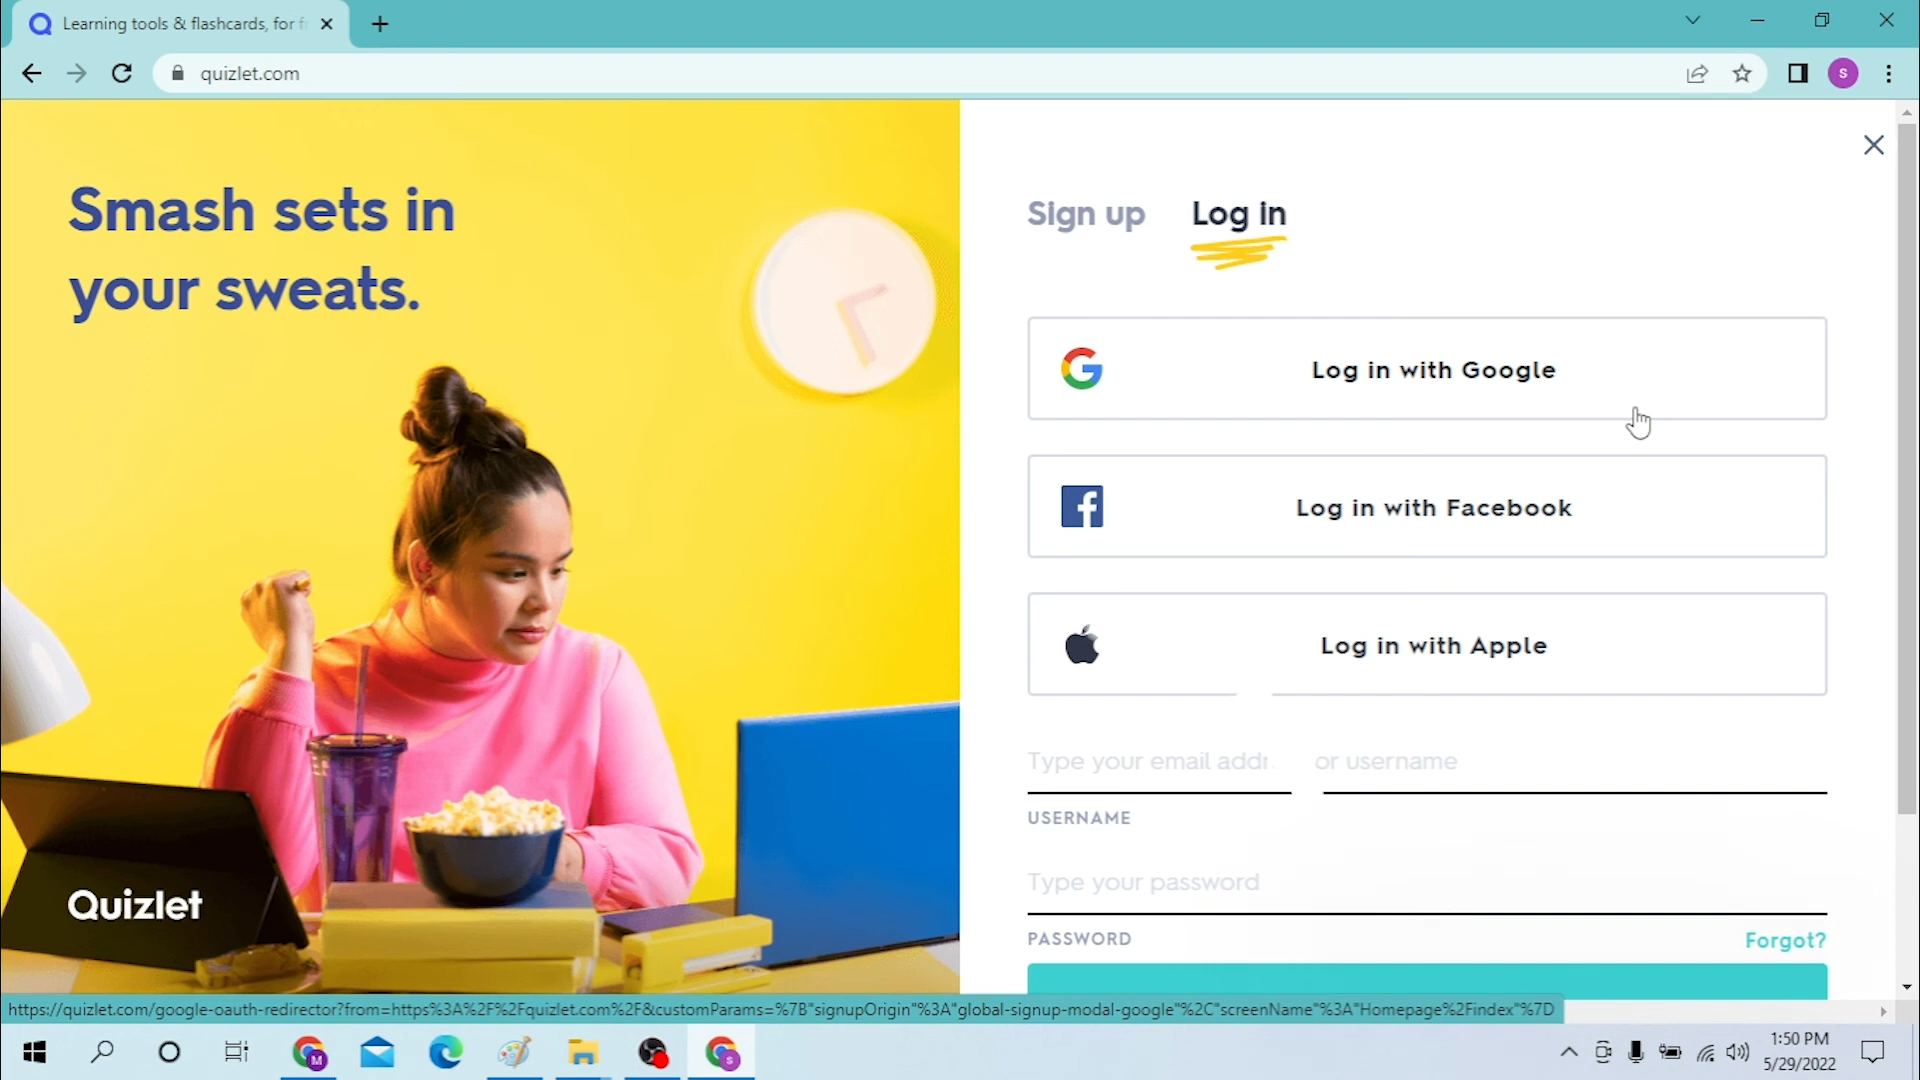 Learning tools & flashcards, for f
quizlet.com
S
Smash sets in
your sweats.
Quizlet
Sign up
Log in
Log in with Google
Log in with Facebook
Log in with Apple
Type your email addr or username
USERNAME
Type your password
PASSWORD
Forgot?
https://quizlet.com/google-oauth-redirector?from=https%3A%2F%2Fquizlet.com%2F&customParams=%7B"signupOrigin"%3A"global-signup-modal-google"%2C"screenName"%3A"Homepage%2Findex"%7D
M
S
1:50 PM
5/29/2022